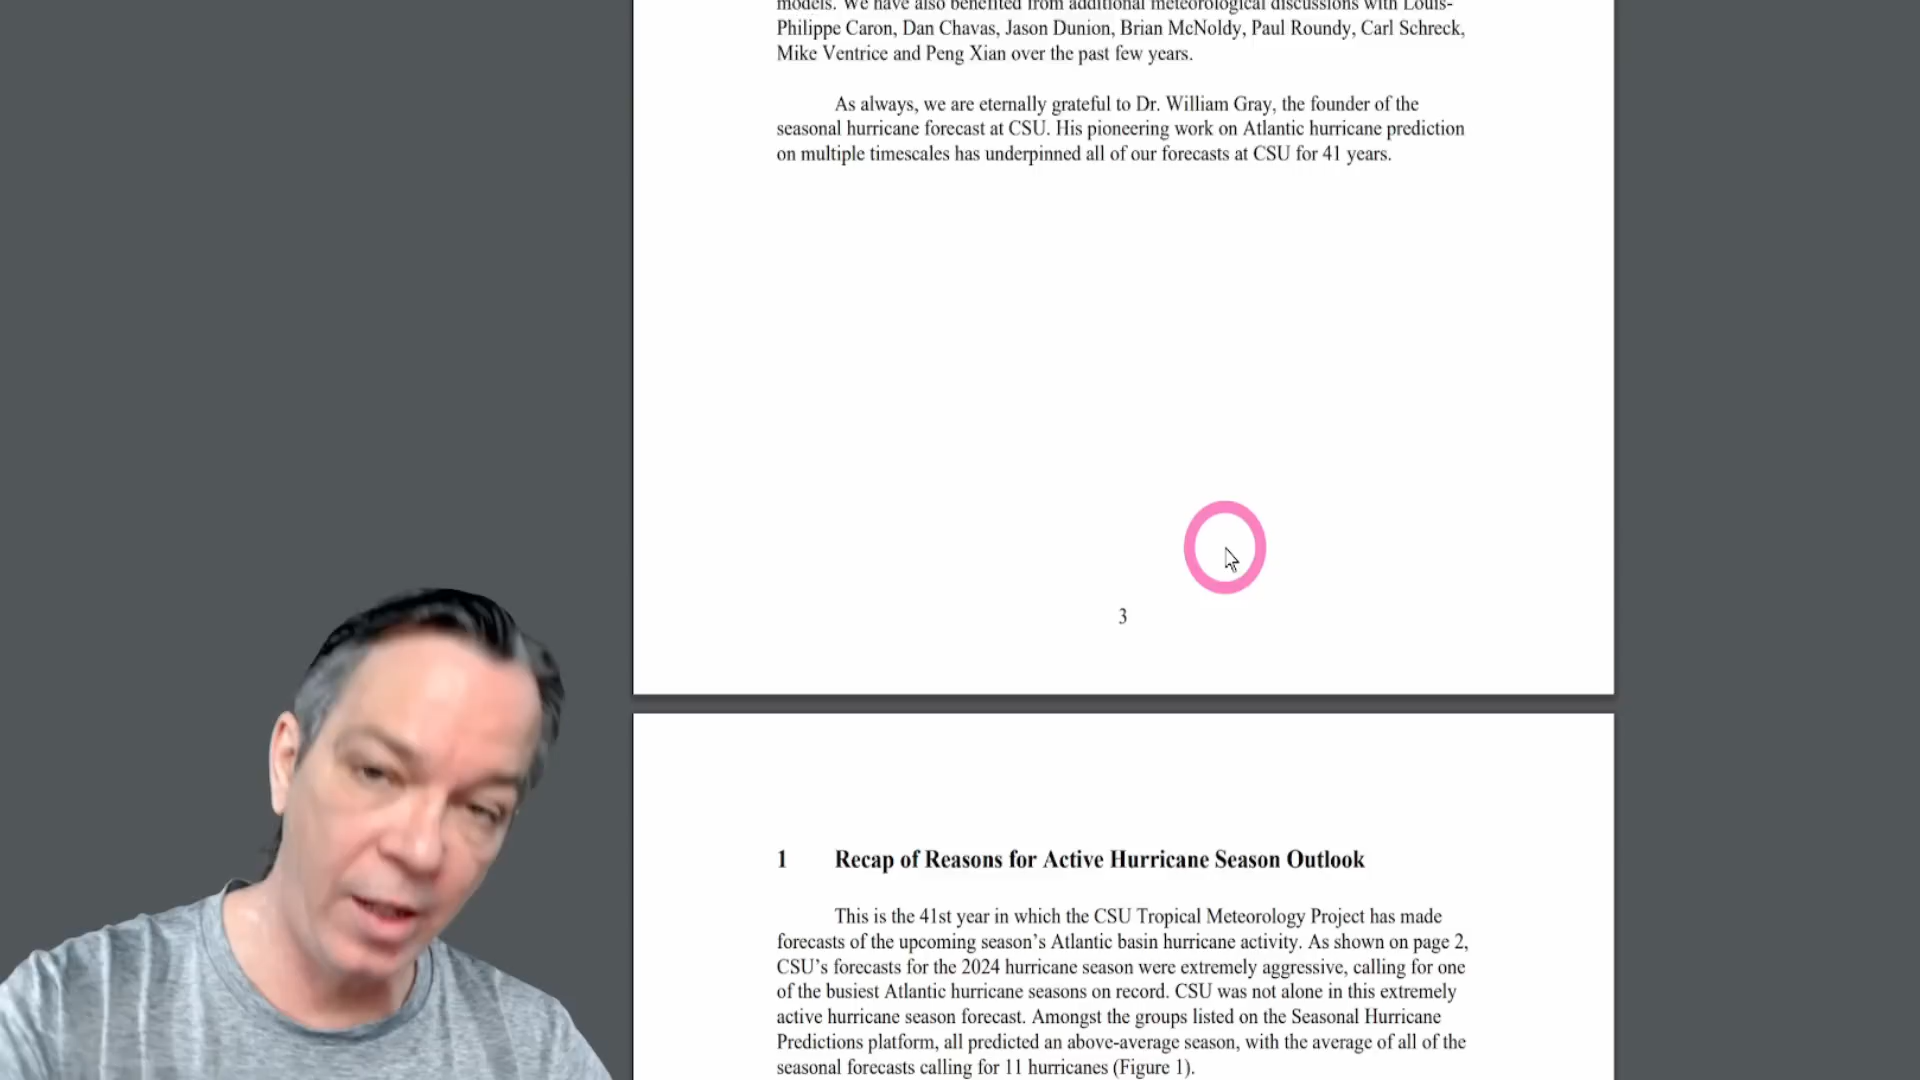 models. We have also benefited from additional meteorological discussions with Louis-
Philippe Caron, Dan Chavas, Jason Dunion, Brian McNoldy, Paul Roundy, Carl Schreck,
Mike Ventrice and Peng Xian over the past few years.
As always, we are eternally grateful to Dr. William Gray, the founder of the
seasonal hurricane forecast at CSU. His pioneering work on Atlantic hurricane prediction
on multiple timescales has underpinned all of our forecasts at CSU for 41 years.
3
1 Recap of Reasons for Active Hurricane Season Outlook
This is the 41st year in which the CSU Tropical Meteorology Project has made
forecasts of the upcoming season’s Atlantic basin hurricane activity. As shown on page 2,
CSU’s forecasts for the 2024 hurricane season were extremely aggressive, calling for one
of the busiest Atlantic hurricane seasons on record. CSU was not alone in this extremely
active hurricane season forecast. Amongst the groups listed on the Seasonal Hurricane
Predictions platform, all predicted an above-average season, with the average of all of the
seasonal forecasts calling for 11 hurricanes (Figure 1).